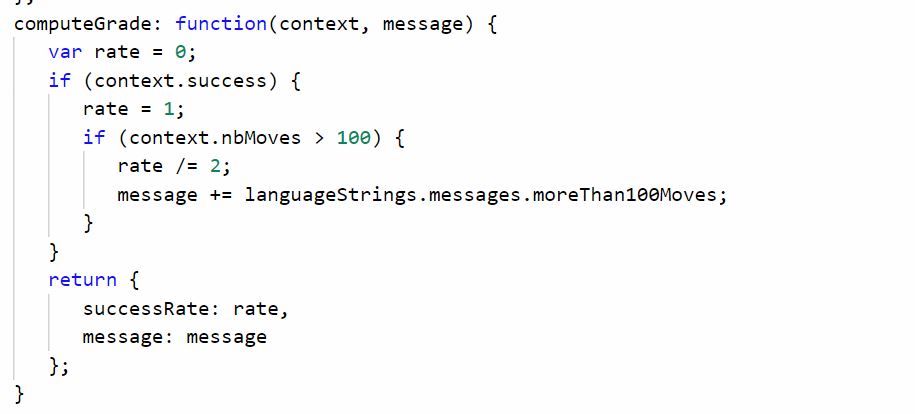 },
computeGrade: function(context, message) {
var rate = 0;
if (context.success) {
rate = 1;
if (context.nbMoves > 100) {
rate /= 2;
message += languageStrings.messages.moreThan100Moves;
}
}
return {
successRate: rate,
message: message
};
}